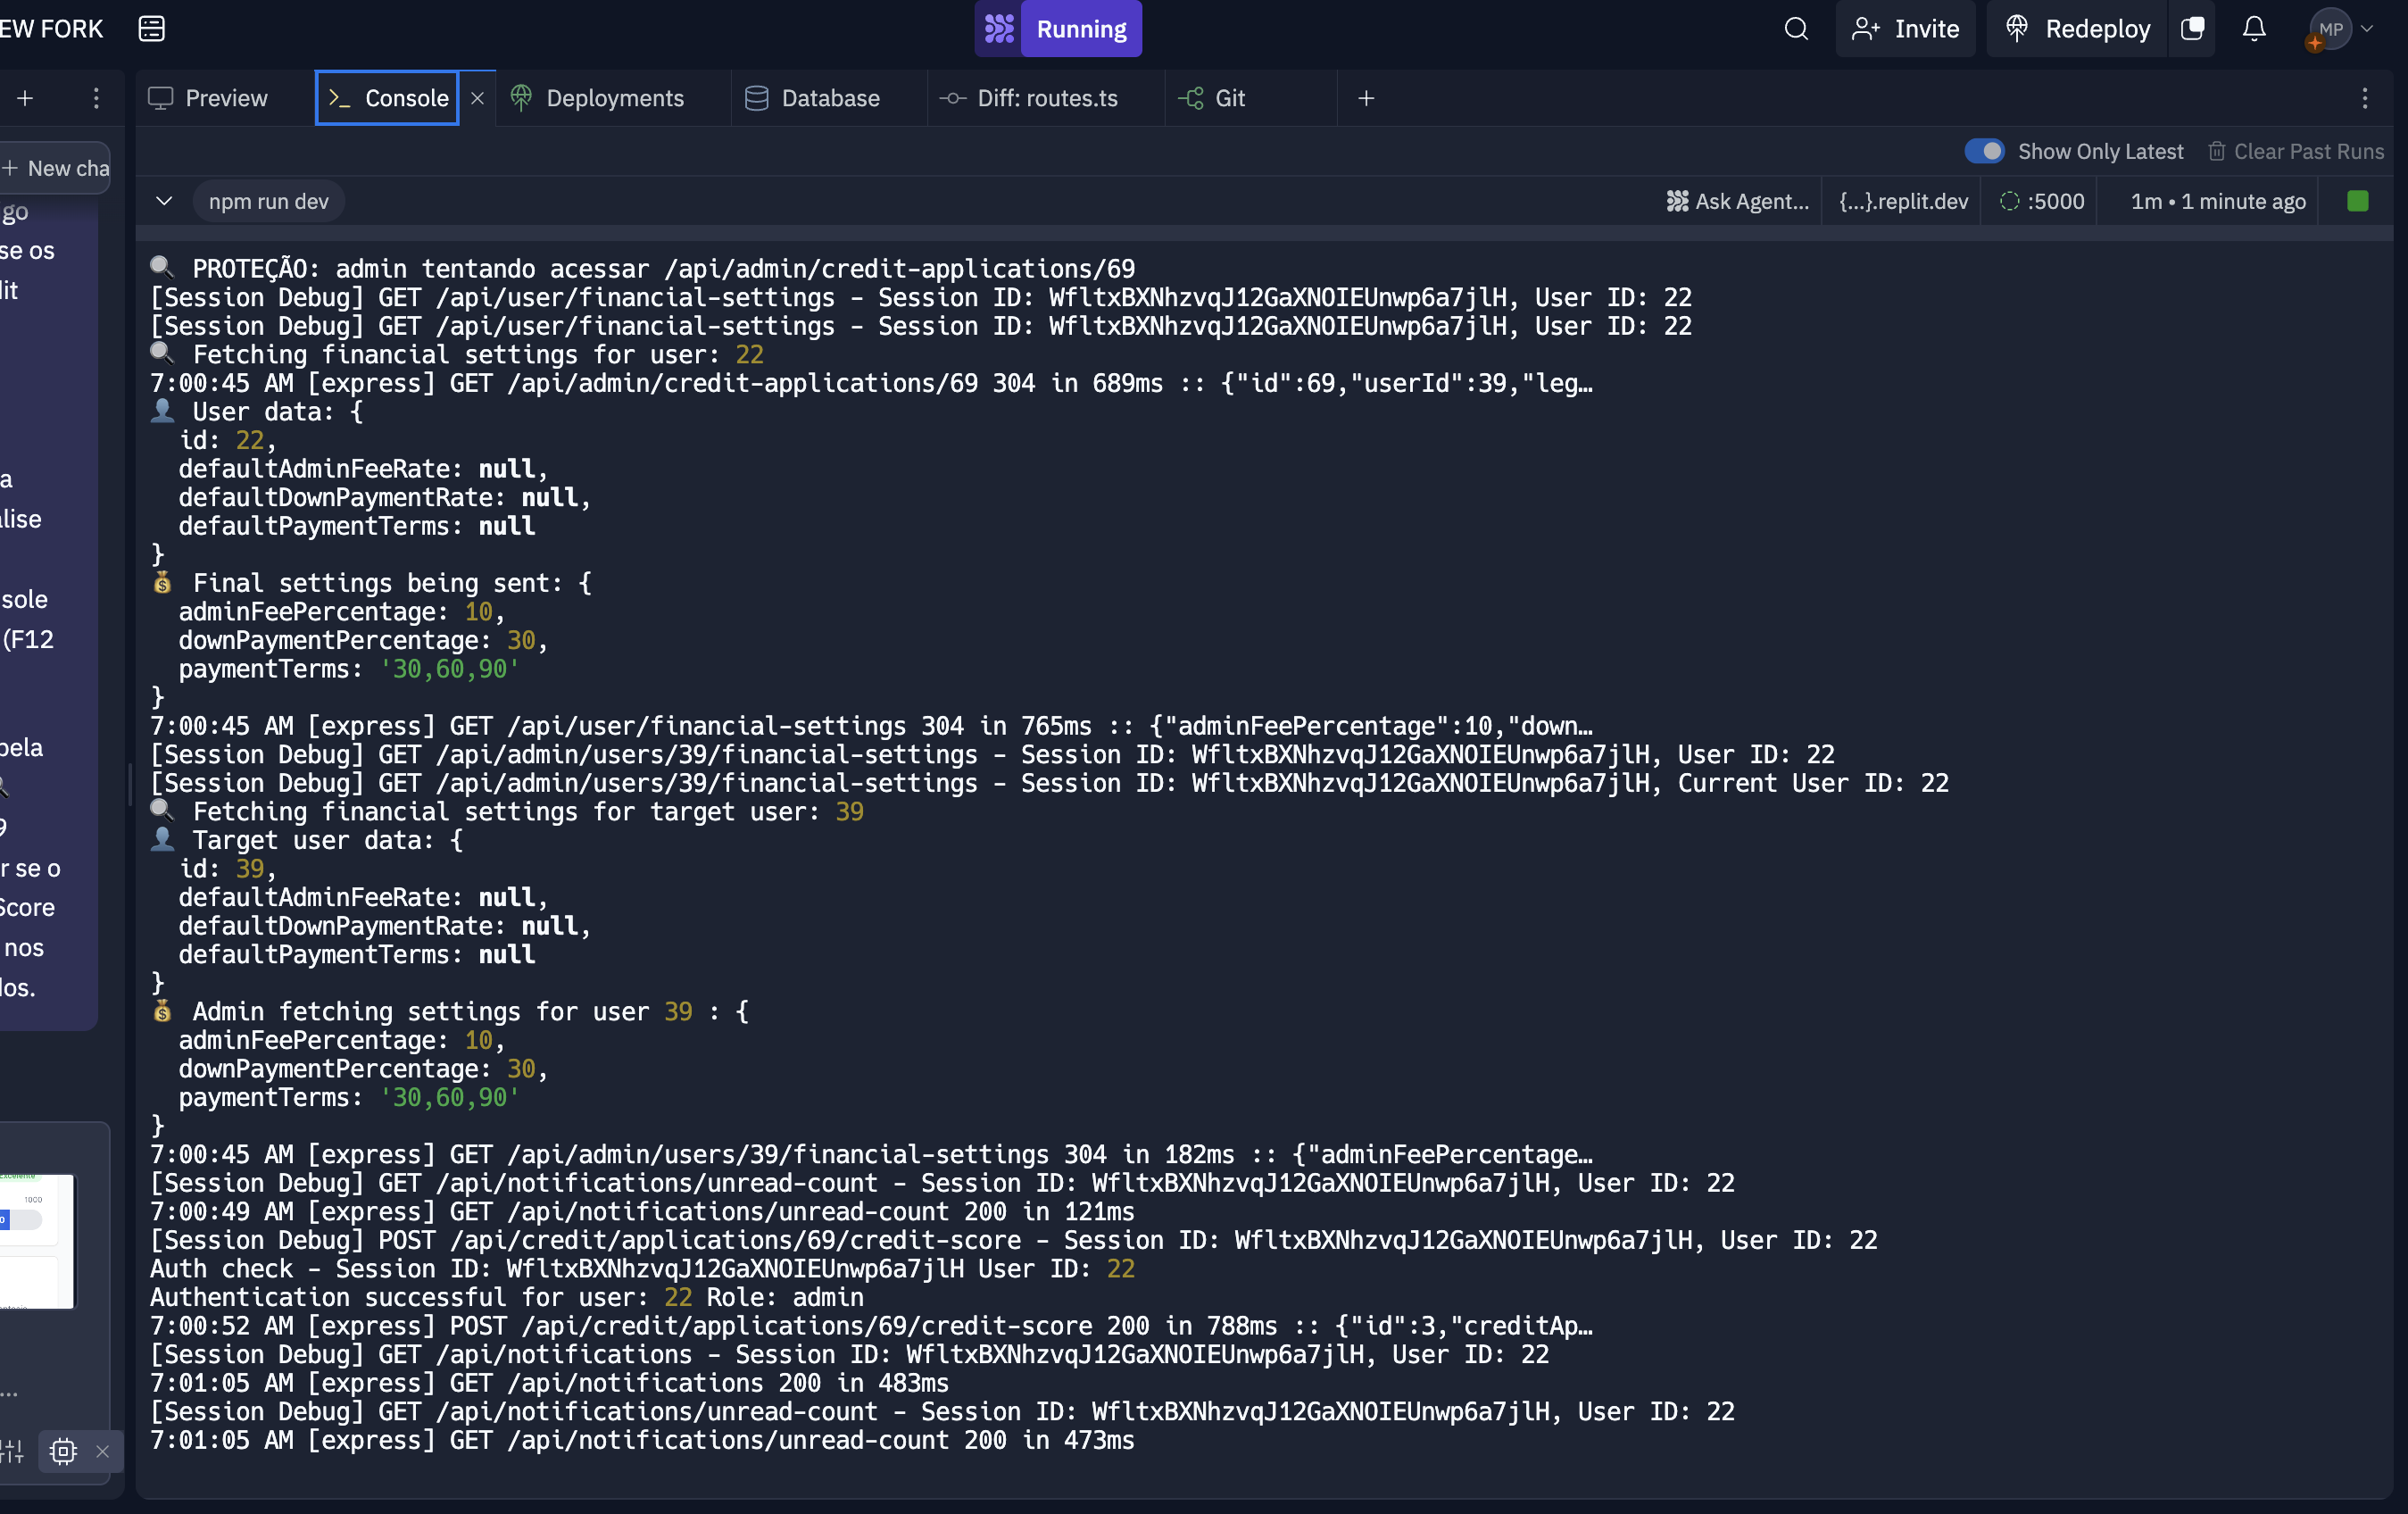 EW FORK
Running
Invite
Redeploy
MP
Preview
Console
Deployments
Database
Diff: routes.ts
Git
New cha
Show Only Latest
Clear Past Runs
npm run dev
Ask Agent...
{...}.replit.dev
:5000
1m • 1 minute ago
go
se os
dit
a
alise
sole
(F12
pela
9
r se o
Score
nos
dos.
🔍 PROTEÇÃO: admin tentando acessar /api/admin/credit-applications/69
[Session Debug] GET /api/user/financial-settings - Session ID: WfltxBXNhzvqJ12GaXNOIEUnwp6a7jlH, User ID: 22
[Session Debug] GET /api/user/financial-settings - Session ID: WfltxBXNhzvqJ12GaXNOIEUnwp6a7jlH, User ID: 22
🔍 Fetching financial settings for user: 22
7:00:45 AM [express] GET /api/admin/credit-applications/69 304 in 689ms :: {"id":69,"userId":39,"leg…
👤 User data: {
id: 22,
defaultAdminFeeRate: null,
defaultDownPaymentRate: null,
defaultPaymentTerms: null
}
💰 Final settings being sent: {
adminFeePercentage: 10,
downPaymentPercentage: 30,
paymentTerms: '30,60,90'
}
7:00:45 AM [express] GET /api/user/financial-settings 304 in 765ms :: {"adminFeePercentage":10,"down…
[Session Debug] GET /api/admin/users/39/financial-settings - Session ID: WfltxBXNhzvqJ12GaXNOIEUnwp6a7jlH, User ID: 22
[Session Debug] GET /api/admin/users/39/financial-settings - Session ID: WfltxBXNhzvqJ12GaXNOIEUnwp6a7jlH, Current User ID: 22
🔍 Fetching financial settings for target user: 39
👤 Target user data: {
id: 39,
defaultAdminFeeRate: null,
defaultDownPaymentRate: null,
defaultPaymentTerms: null
}
💰 Admin fetching settings for user 39 : {
adminFeePercentage: 10,
downPaymentPercentage: 30,
paymentTerms: '30,60,90'
}
7:00:45 AM [express] GET /api/admin/users/39/financial-settings 304 in 182ms :: {"adminFeePercentage…
[Session Debug] GET /api/notifications/unread-count - Session ID: WfltxBXNhzvqJ12GaXNOIEUnwp6a7jlH, User ID: 22
7:00:49 AM [express] GET /api/notifications/unread-count 200 in 121ms
[Session Debug] POST /api/credit/applications/69/credit-score - Session ID: WfltxBXNhzvqJ12GaXNOIEUnwp6a7jlH, User ID: 22
Auth check - Session ID: WfltxBXNhzvqJ12GaXNOIEUnwp6a7jlH User ID: 22
Authentication successful for user: 22 Role: admin
7:00:52 AM [express] POST /api/credit/applications/69/credit-score 200 in 788ms :: {"id":3,"creditAp…
[Session Debug] GET /api/notifications - Session ID: WfltxBXNhzvqJ12GaXNOIEUnwp6a7jlH, User ID: 22
7:01:05 AM [express] GET /api/notifications 200 in 483ms
[Session Debug] GET /api/notifications/unread-count - Session ID: WfltxBXNhzvqJ12GaXNOIEUnwp6a7jlH, User ID: 22
7:01:05 AM [express] GET /api/notifications/unread-count 200 in 473ms